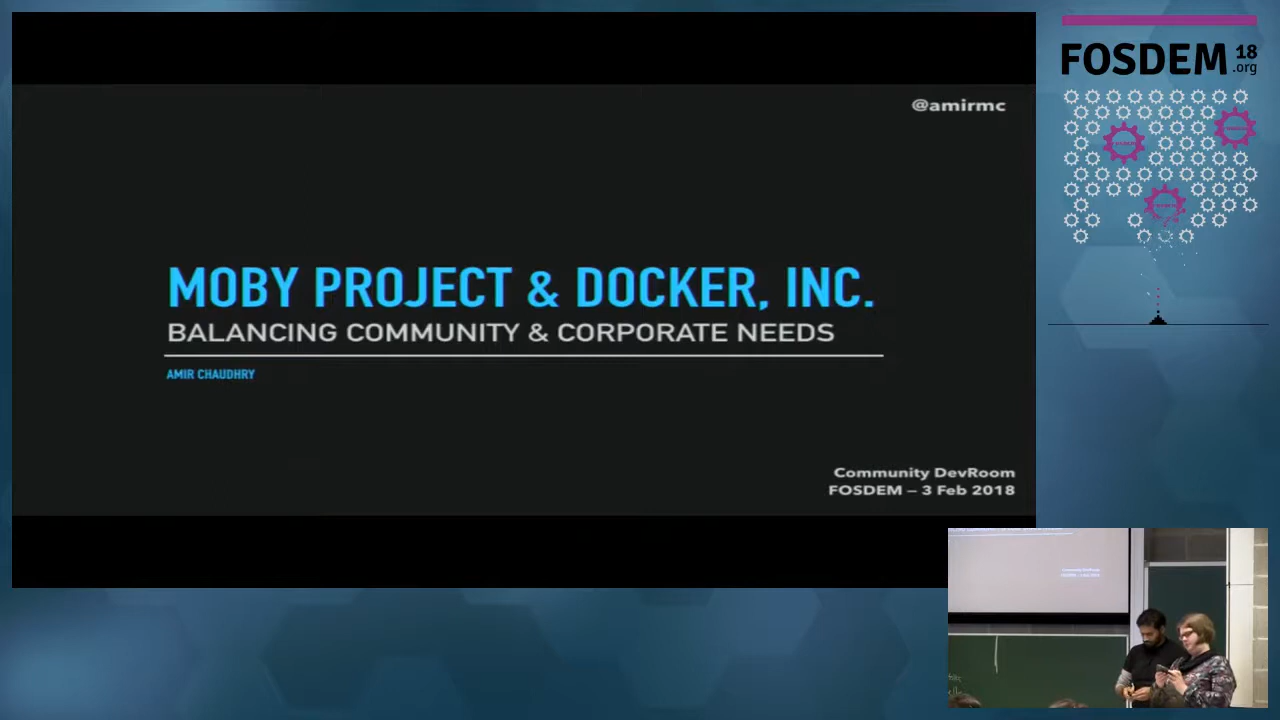 @amirmc
MOBY PROJECT & DOCKER, INC.
BALANCING COMMUNITY & CORPORATE NEEDS
AMIR CHAUDHRY
Community DevRoom
FOSDEM – 3 Feb 2018
FOSDEM 18
.org